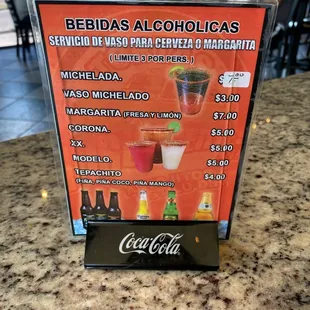 BEBIDAS ALCOHOLICAS
SERVICIO DE VASO PARA CERVEZA O MARGARITA
( LIMITE 3 POR PERS. )
MICHELADA. $ 7.00
VASO MICHELADO $3.00
MARGARITA (FRESA Y LIMÓN) $7.00
CORONA. $5.00
XX. $5.00
MODELO. $5.00
TEPACHITO $4.00
(PIÑA, PIÑA COCO, PIÑA MANGO)
Coca-Cola